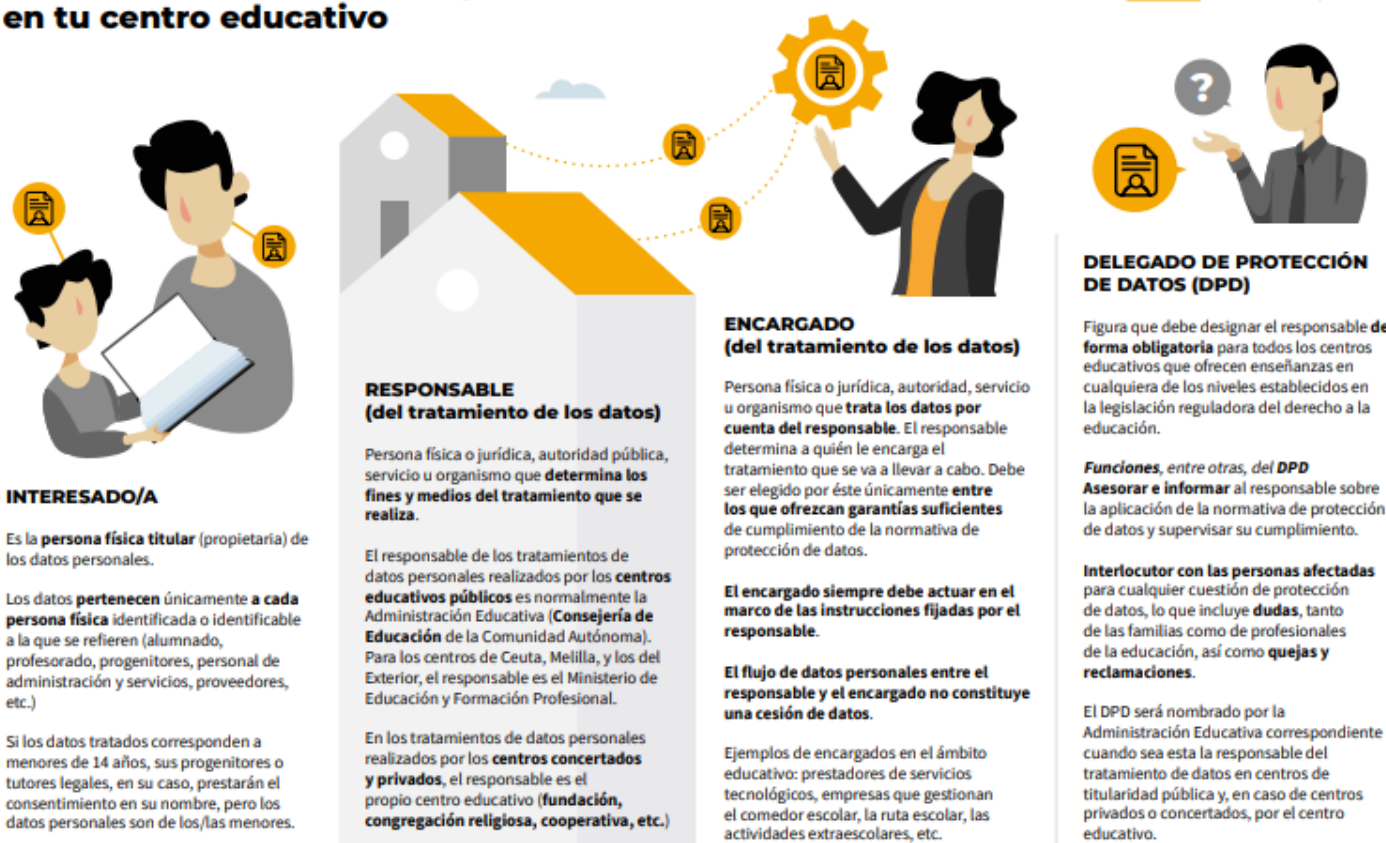 en tu centro educativo
?
INTERESADO/A
Es la persona física titular (propietaria) de
los datos personales.
Los datos pertenecen únicamente a cada
persona física identificada o identificable
a la que se refieren (alumnado,
profesorado, progenitores, personal de
administración y servicios, proveedores,
etc.)
Si los datos tratados corresponden a
menores de 14 años, sus progenitores o
tutores legales, en su caso, prestarán el
consentimiento en su nombre, pero los
datos personales son de los/las menores.
RESPONSABLE
(del tratamiento de los datos)
Persona física o jurídica, autoridad pública,
servicio u organismo que determina los
fines y medios del tratamiento que se
realiza.
El responsable de los tratamientos de
datos personales realizados por los centros
educativos públicos es normalmente la
Administración Educativa (Consejería de
Educación de la Comunidad Autónoma).
Para los centros de Ceuta, Melilla, y los del
Exterior, el responsable es el Ministerio de
Educación y Formación Profesional.
En los tratamientos de datos personales
realizados por los centros concertados
y privados, el responsable es el
propio centro educativo (fundación,
congregación religiosa, cooperativa, etc.)
ENCARGADO
(del tratamiento de los datos)
Persona física o jurídica, autoridad, servicio
u organismo que trata los datos por
cuenta del responsable. El responsable
determina a quién le encarga el
tratamiento que se va a llevar a cabo. Debe
ser elegido por éste únicamente entre
los que ofrezcan garantías suficientes
de cumplimiento de la normativa de
protección de datos.
El encargado siempre debe actuar en el
marco de las instrucciones fijadas por el
responsable.
El flujo de datos personales entre el
responsable y el encargado no constituye
una cesión de datos.
Ejemplos de encargados en el ámbito
educativo: prestadores de servicios
tecnológicos, empresas que gestionan
el comedor escolar, la ruta escolar, las
actividades extraescolares, etc.
DELEGADO DE PROTECCIÓN
DE DATOS (DPD)
Figura que debe designar el responsable de
forma obligatoria para todos los centros
educativos que ofrecen enseñanzas en
cualquiera de los niveles establecidos en
la legislación reguladora del derecho a la
educación.
Funciones, entre otras, del DPD
Asesorar e informar al responsable sobre
la aplicación de la normativa de protección
de datos y supervisar su cumplimiento.
Interlocutor con las personas afectadas
para cualquier cuestión de protección
de datos, lo que incluye dudas, tanto
de las familias como de profesionales
de la educación, así como quejas y
reclamaciones.
El DPD será nombrado por la
Administración Educativa correspondiente
cuando sea esta la responsable del
tratamiento de datos en centros de
titularidad pública y, en caso de centros
privados o concertados, por el centro
educativo.